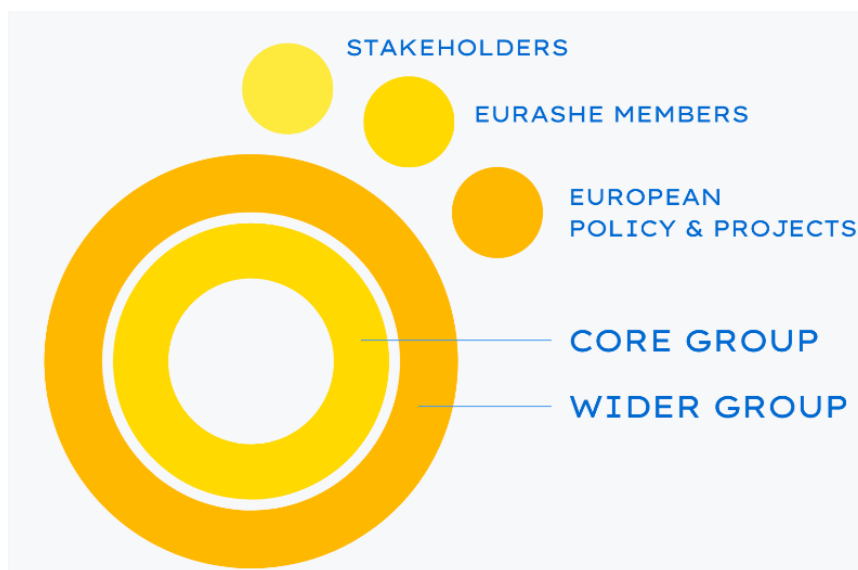 STAKEHOLDERS
EURASHE MEMBERS
EUROPEAN
POLICY & PROJECTS
CORE GROUP
WIDER GROUP